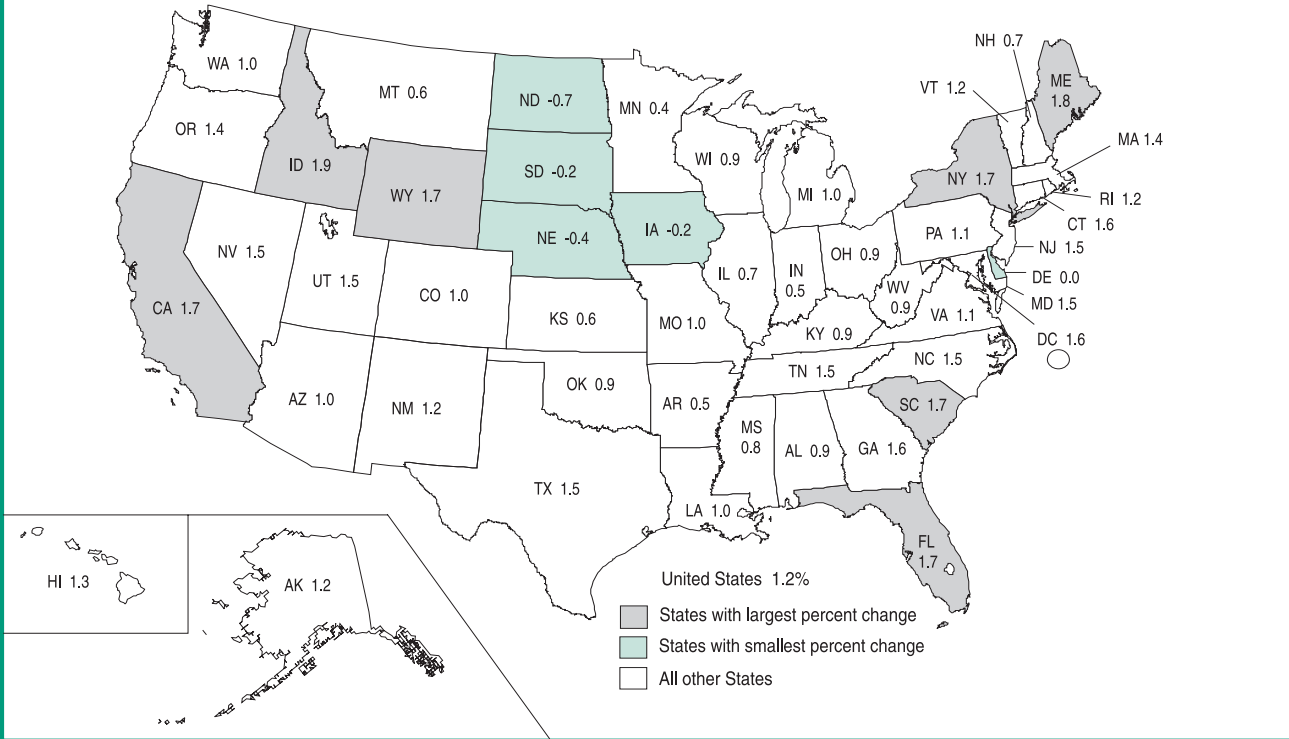 NH 0.7
WA 1.0
ME
1.8
VT 1.2
MT 0.6
ND -0.7
MN 0.4
OR 1.4
MA 1.4
WI 0.9
ID 1.9
SD -0.2
NY 1.7
MI 1.0
WY 1.7
RI 1.2
CT 1.6
IA -0.2
PA 1.1
NE -0.4
NJ 1.5
NV 1.5
OH 0.9
IL 0.7
IN
0.5
DE 0.0
UT 1.5
WV
0.9
CO 1.0
MD 1.5
CA 1.7
VA 1.1
KS 0.6
MO 1.0
KY 0.9
DC 1.6
NC 1.5
TN 1.5
OK 0.9
AZ 1.0
NM 1.2
AR 0.5
SC 1.7
MS
0.8
AL 0.9
GA 1.6
TX 1.5
LA 1.0
FL
1.7
HI 1.3
AK 1.2
United States 1.2%
States with largest percent change
States with smallest percent change
All other States